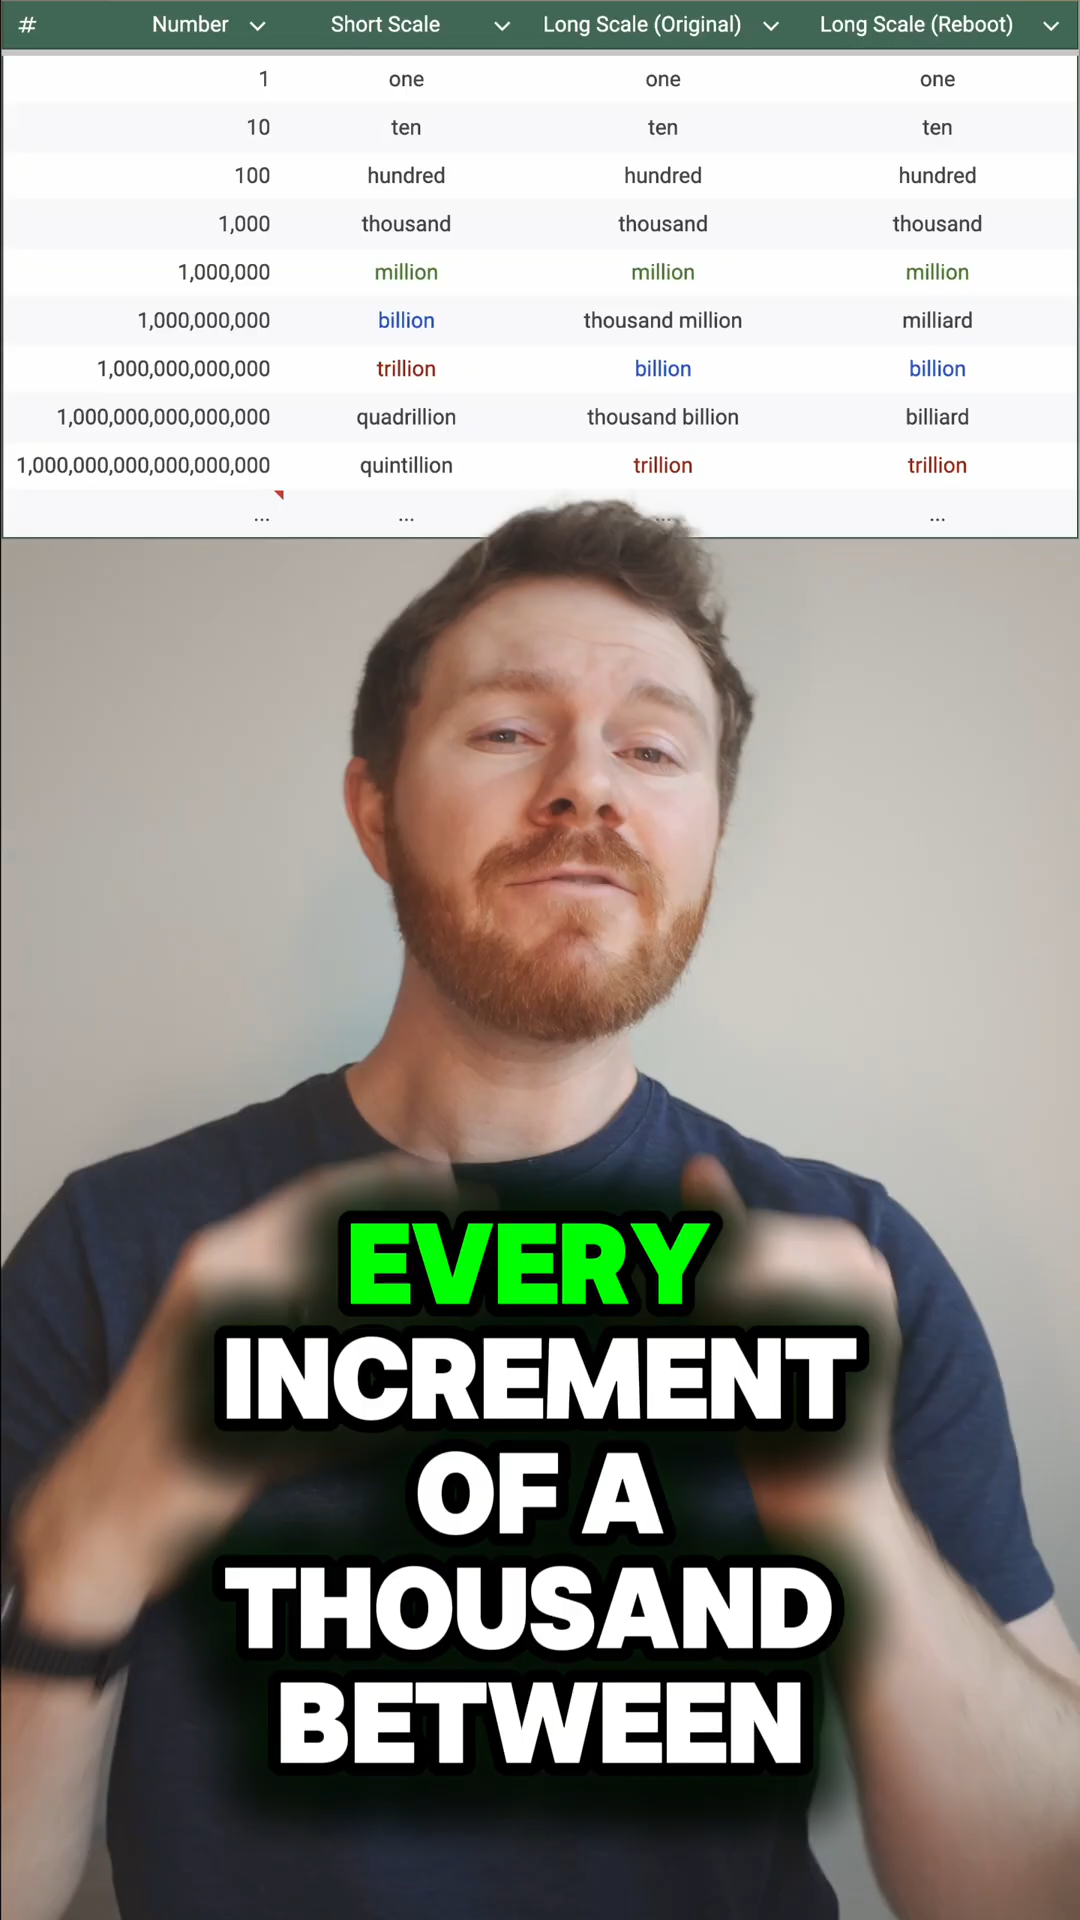 # Number Short Scale Long Scale (Original) Long Scale (Reboot)
1 one one one
10 ten ten ten
100 hundred hundred hundred
1,000 thousand thousand thousand
1,000,000 million million million
1,000,000,000 billion thousand million milliard
1,000,000,000,000 trillion billion billion
1,000,000,000,000,000 quadrillion thousand billion billiard
1,000,000,000,000,000,000 quintillion trillion trillion
... ... ... ...
EVERY
INCREMENT
OF A
THOUSAND
BETWEEN